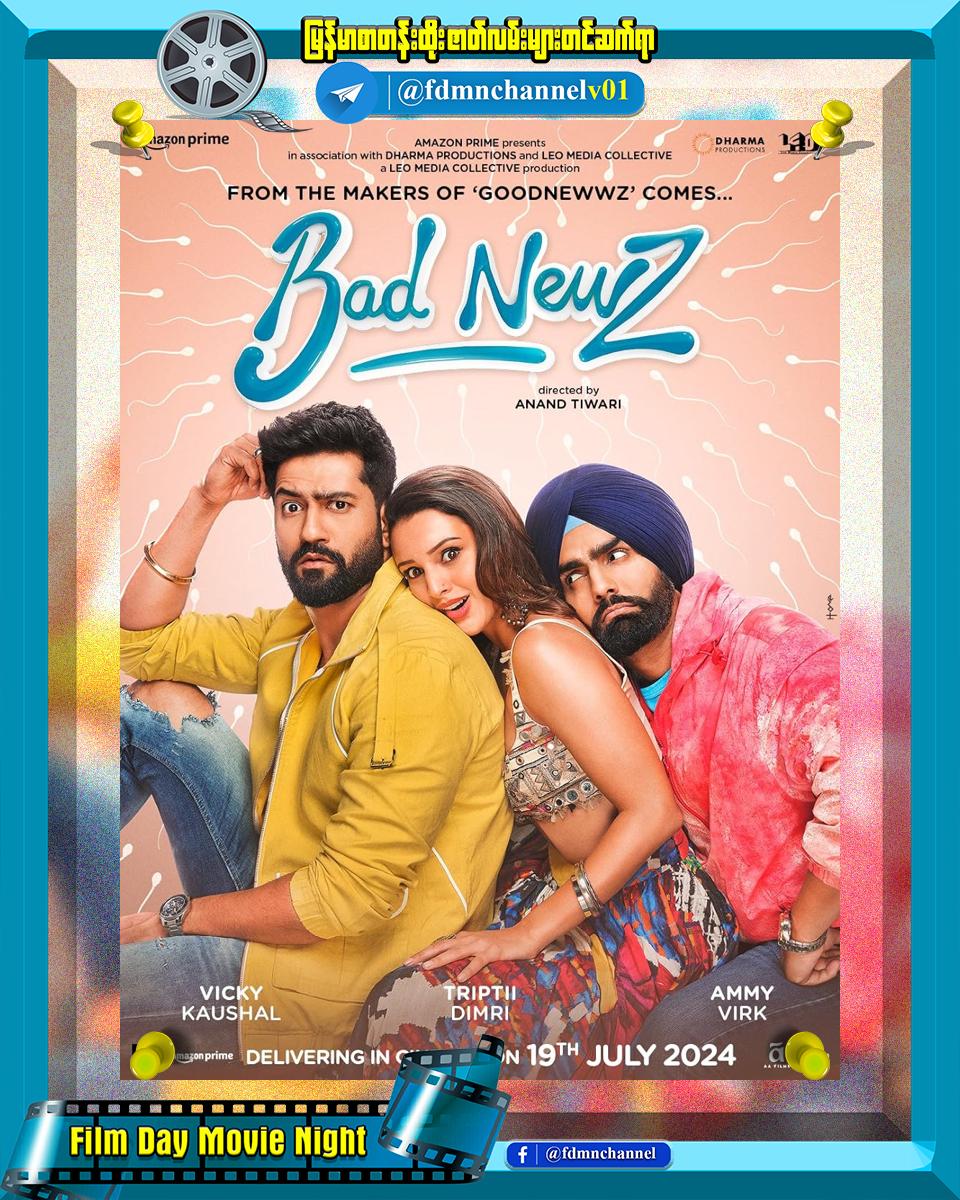 မြန်မာစာတန်းထိုးဇာတ်လမ်းများတင်ဆက်ရာ
@fdmnchannelv01
amazon prime
DHARMA
PRODUCTIONS
AMAZON PRIME presents
in association with DHARMA PRODUCTIONS and LEO MEDIA COLLECTIVE
a LEO MEDIA COLLECTIVE production
FROM THE MAKERS OF ‘GOODNEWWZ’ COMES...
Bad NewZ
directed by
ANAND TIWARI
VICKY
KAUSHAL
TRIPTII
DIMRI
AMMY
VIRK
amazon prime
DELIVERING IN
19TH JULY 2024
Film Day Movie Night
f | @fdmnchannel